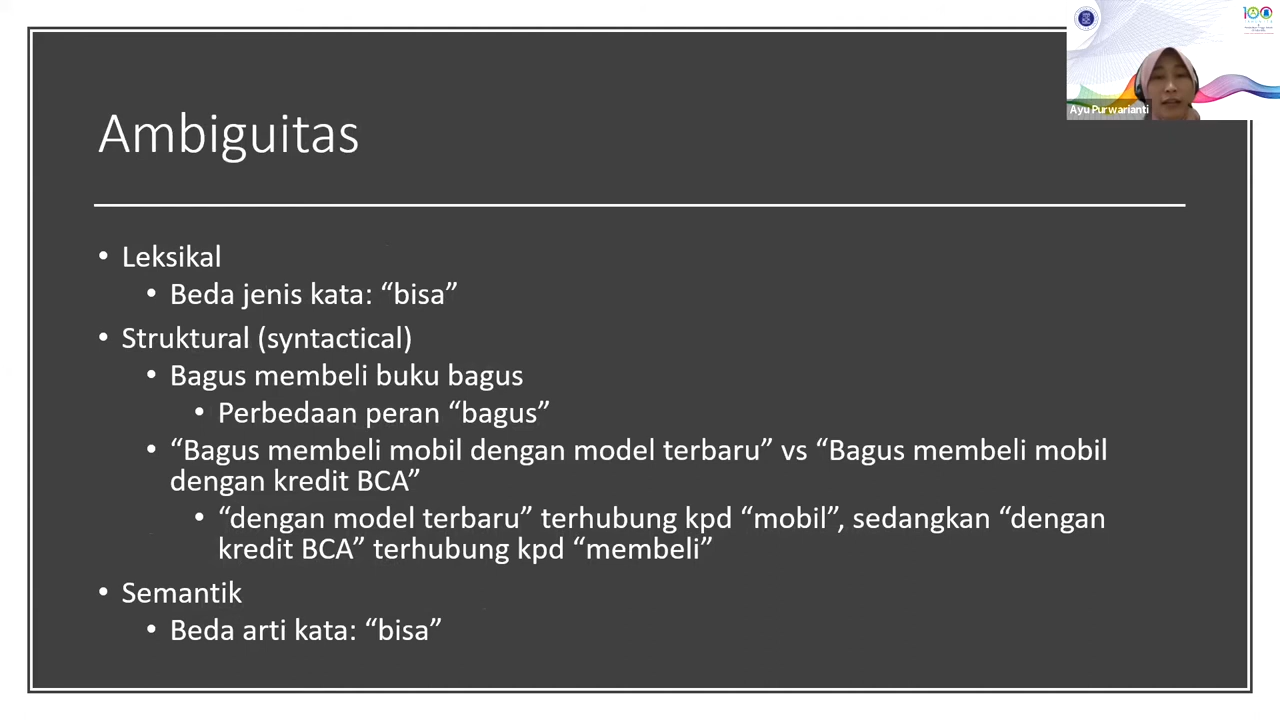 100
Ayu Purwarianti
Ambiguitas
• Leksikal
• Beda jenis kata: “bisa”
• Struktural (syntactical)
• Bagus membeli buku bagus
• Perbedaan peran “bagus”
• “Bagus membeli mobil dengan model terbaru” vs “Bagus membeli mobil
dengan kredit BCA”
• “dengan model terbaru” terhubung kpd “mobil”, sedangkan “dengan
kredit BCA” terhubung kpd “membeli”
• Semantik
• Beda arti kata: “bisa”